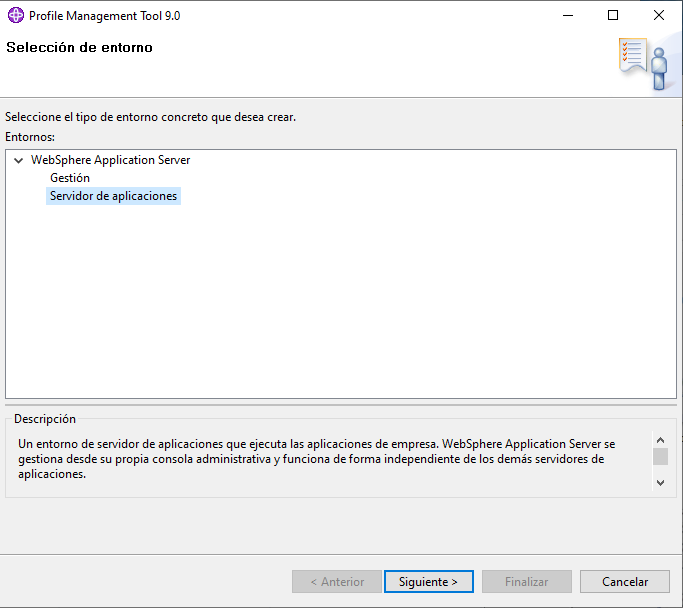 Profile Management Tool 9.0
Selección de entorno
Seleccione el tipo de entorno concreto que desea crear.
Entornos:
WebSphere Application Server
Gestión
Servidor de aplicaciones
Descripción
Un entorno de servidor de aplicaciones que ejecuta las aplicaciones de empresa. WebSphere Application Server se
gestiona desde su propia consola administrativa y funciona de forma independiente de los demás servidores de
aplicaciones.
< Anterior
Siguiente >
Finalizar
Cancelar